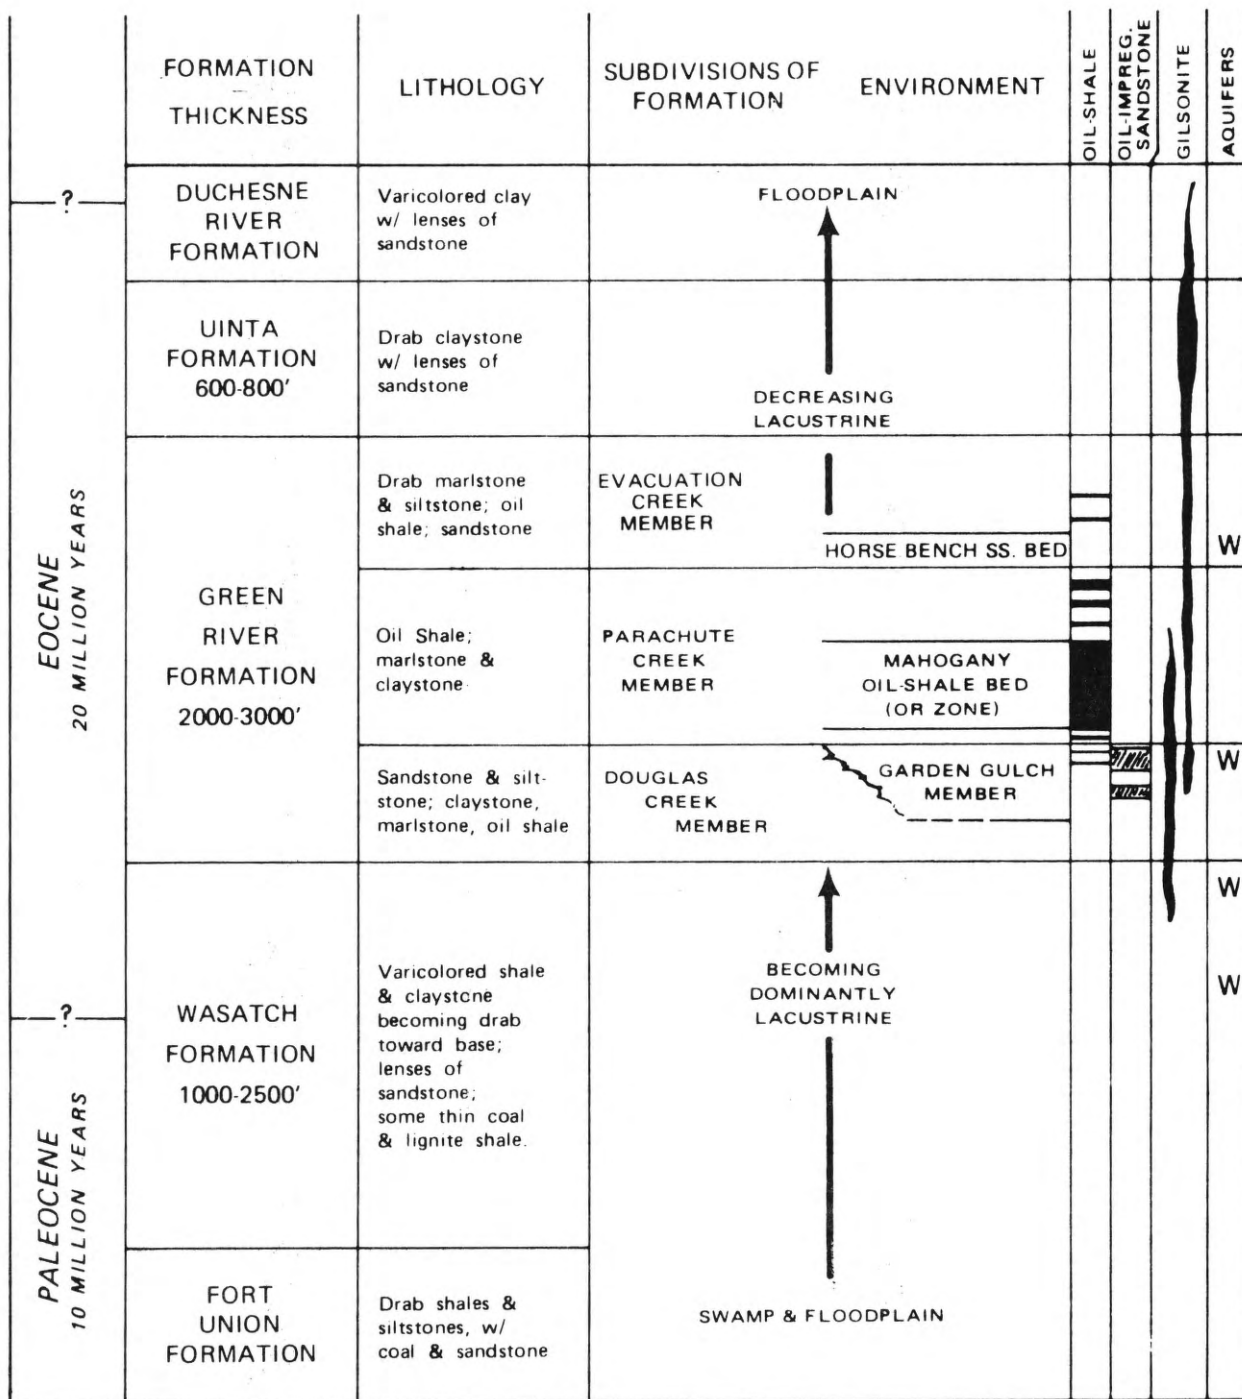 FORMATION
THICKNESS
LITHOLOGY
SUBDIVISIONS OF
FORMATION
ENVIRONMENT
OIL-SHALE
OIL-IMPREG.
SANDSTONE
GILSONITE
AQUIFERS
?
DUCHESNE
RIVER
FORMATION
Varicolored clay
w/ lenses of
sandstone
FLOODPLAIN
UINTA
FORMATION
600-800'
Drab claystone
w/ lenses of
sandstone
DECREASING
LACUSTRINE
EOCENE
20 MILLION YEARS
GREEN
RIVER
FORMATION
2000-3000'
Drab marlstone
& siltstone; oil
shale; sandstone
EVACUATION
CREEK
MEMBER
HORSE BENCH SS. BED
W
Oil Shale;
marlstone &
claystone
PARACHUTE
CREEK
MEMBER
MAHOGANY
OIL-SHALE BED
(OR ZONE)
Sandstone & silt-
stone; claystone,
marlstone, oil shale
DOUGLAS
CREEK
MEMBER
GARDEN GULCH
MEMBER
W
W
?
WASATCH
FORMATION
1000-2500'
Varicolored shale
& claystone
becoming drab
toward base;
lenses of
sandstone;
some thin coal
& lignite shale.
BECOMING
DOMINANTLY
LACUSTRINE
W
PALEOCENE
10 MILLION YEARS
FORT
UNION
FORMATION
Drab shales &
siltstones, w/
coal & sandstone
SWAMP & FLOODPLAIN